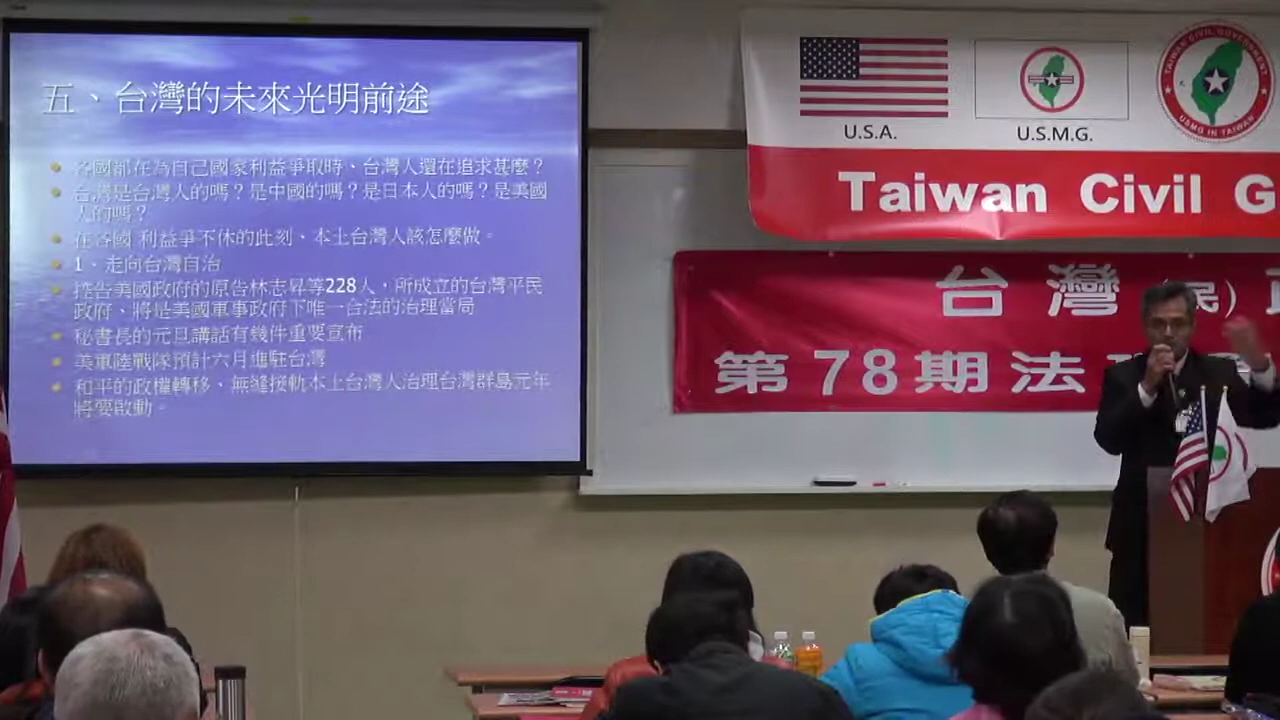 五、台灣的未來光明前途
各國都在為自己國家利益爭取時、台灣人還在追求甚麼？
台灣是台灣人的嗎？是中國的嗎？是日本人的嗎？是美國
人的嗎？
在各國 利益爭不休的此刻、本土台灣人該怎麼做。
1、走向台灣自治
控告美國政府的原告林志昇等228人，所成立的台灣平民
政府、將是美國軍事政府下唯一合法的治理當局
秘書長的元旦講話有幾件重要宣布
美軍陸戰隊預計六月進駐台灣
和平的政權轉移、無縫接軌本土台灣人治理台灣群島元年
將要啟動。
U.S.A.
U.S.M.G.
TAIWAN CIVIL GOVERNMENT
USMG IN TAIWAN
Taiwan Civil G
台灣 民)
第78期法